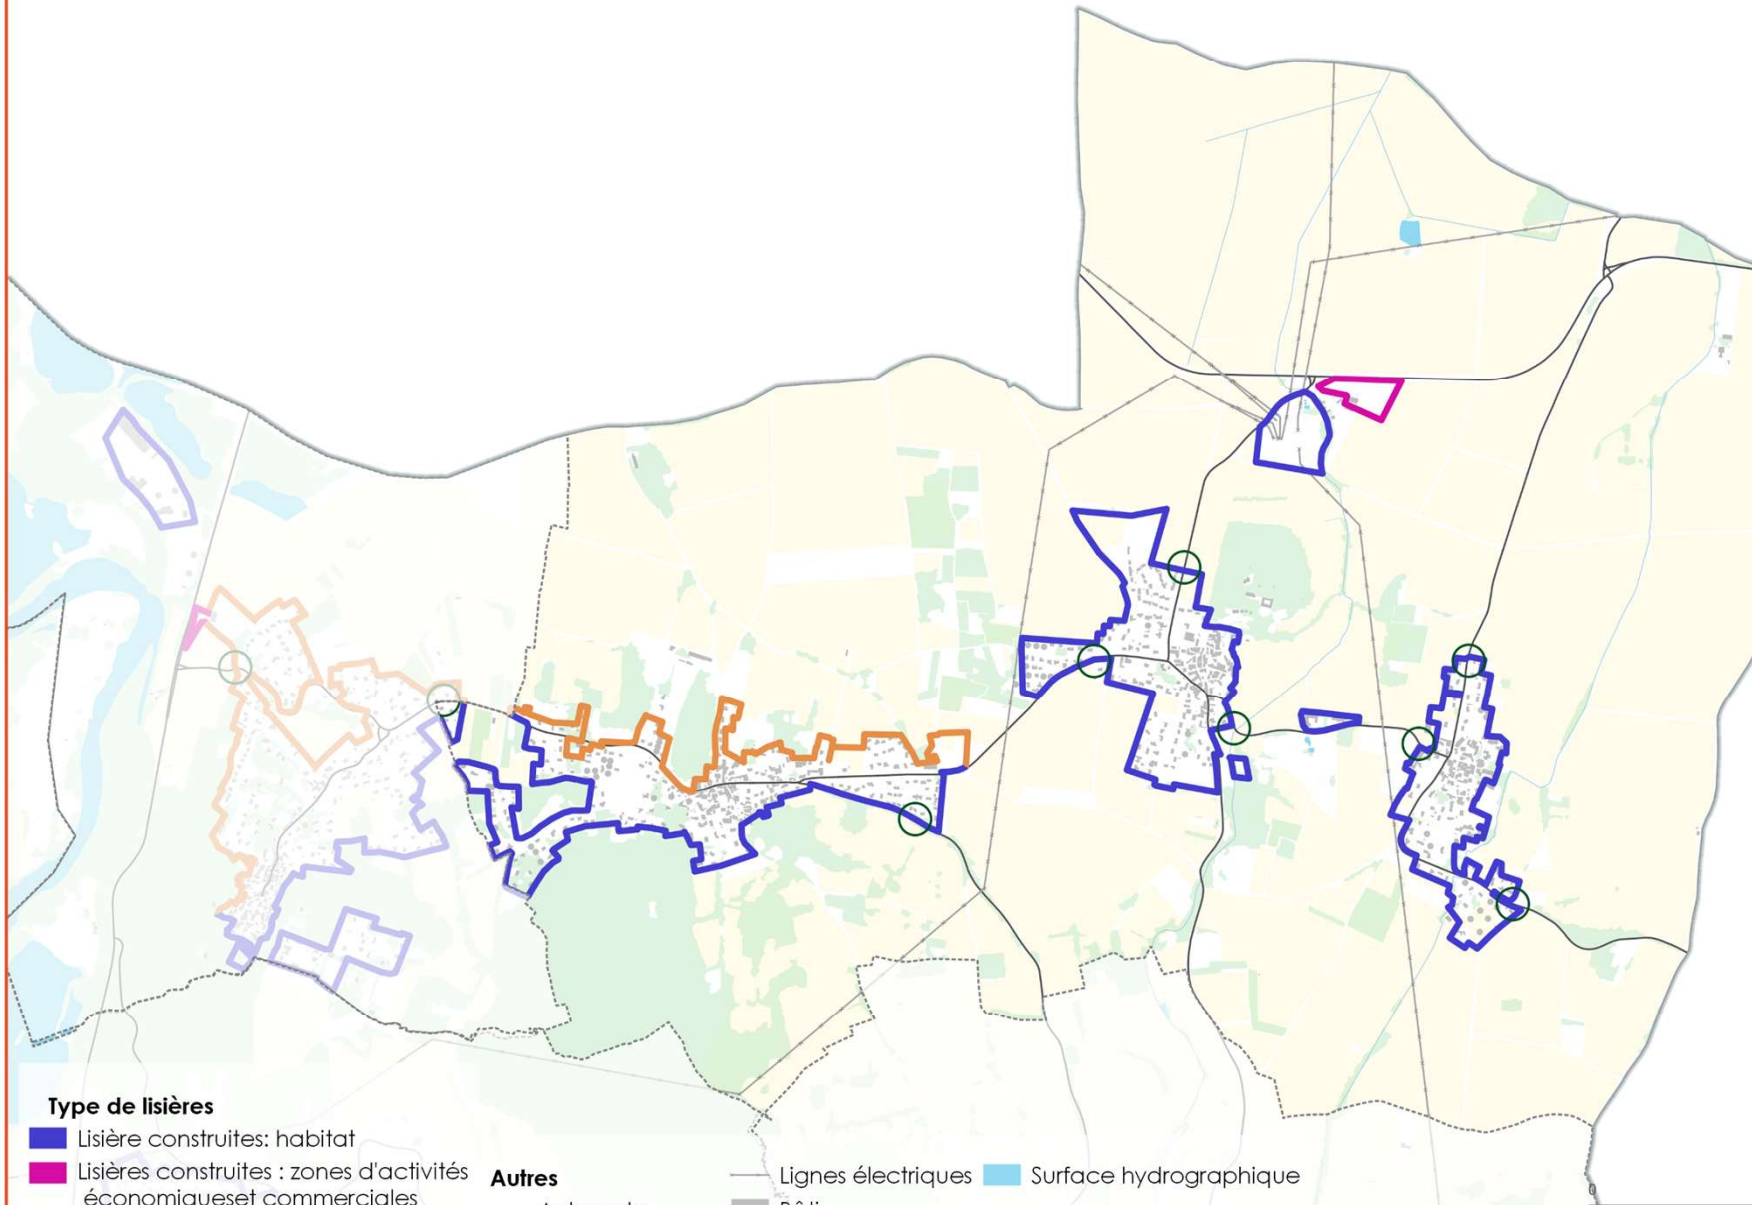 Type de lisières
Lisière construites: habitat
Lisières construites : zones d'activités
économiqueset commerciales
Autres
Lignes électriques
Surface hydrographique